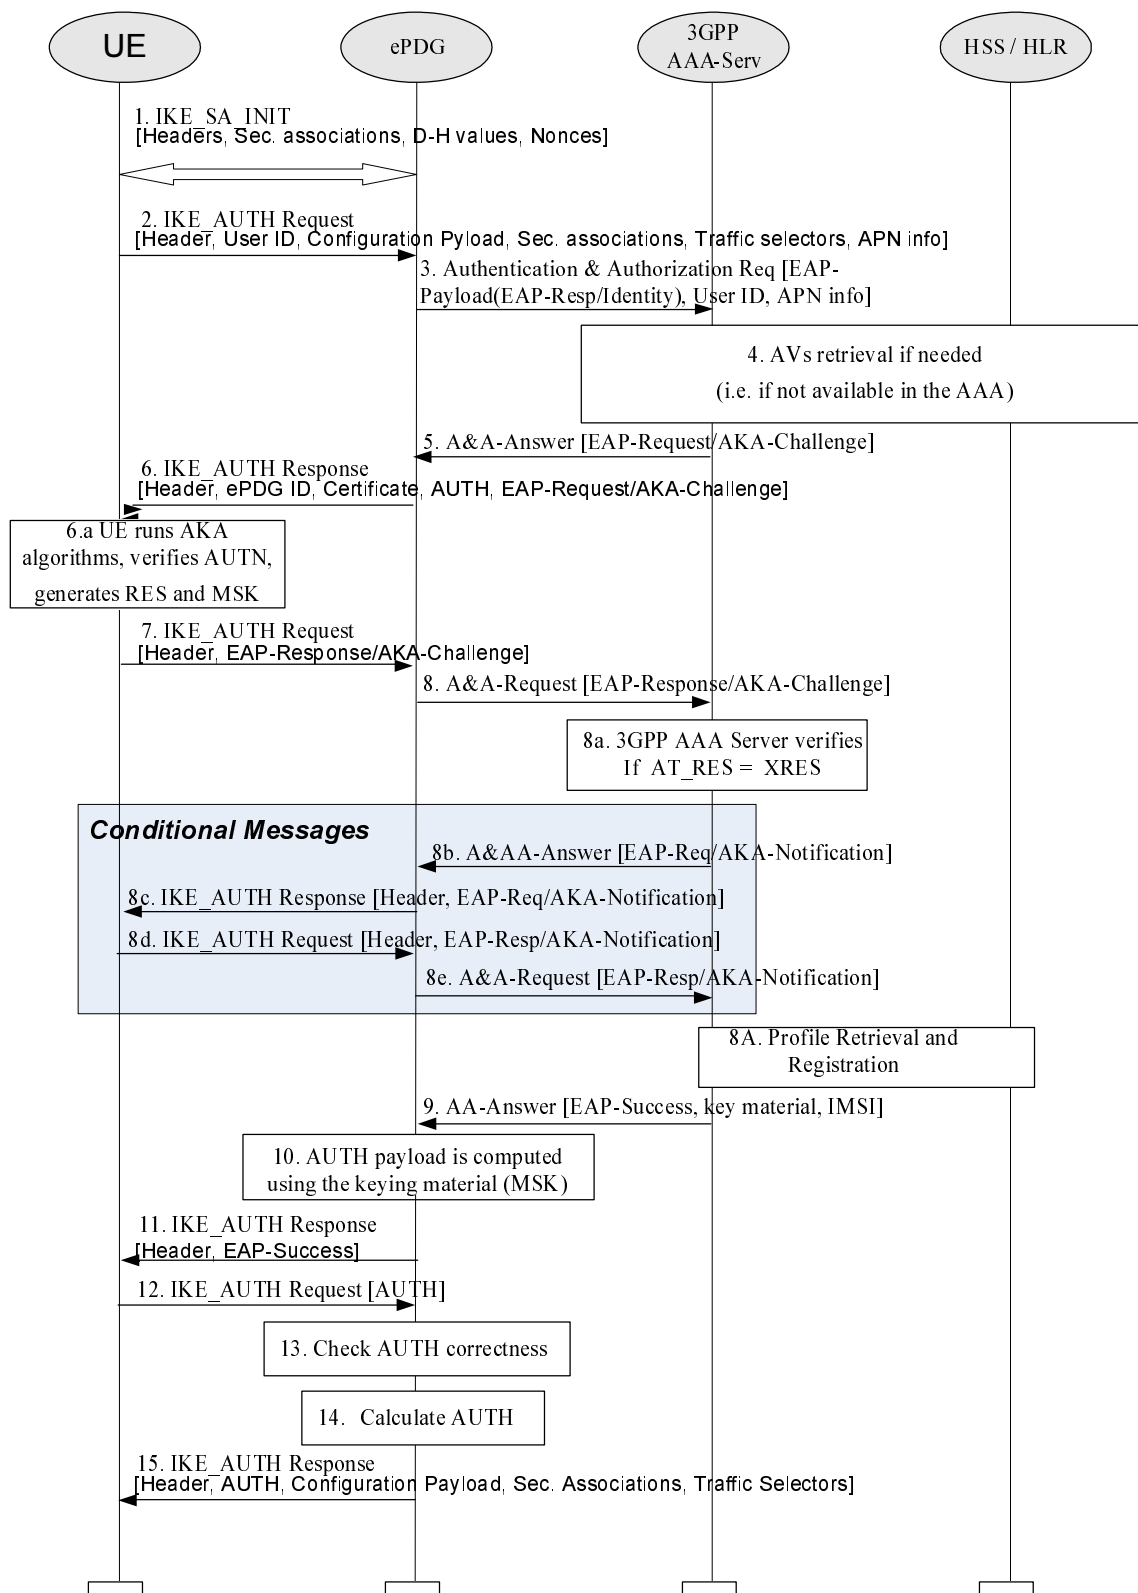 UE
ePDG
3GPP
AAA-Serv
HSS / HLR
1. IKE_SA_INIT
[Headers, Sec. associations, D-H values, Nonces]
2. IKE_AUTH Request
[Header, User ID, Configuration Pyload, Sec. associations, Traffic selectors, APN info]
3. Authentication & Authorization Req [EAP-
Payload(EAP-Resp/Identity), User ID, APN info]
4. AVs retrieval if needed
(i.e. if not available in the AAA)
5. A&A-Answer [EAP-Request/AKA-Challenge]
6. IKE_AUTH Response
[Header, ePDG ID, Certificate, AUTH, EAP-Request/AKA-Challenge]
6.a UE runs AKA
algorithms, verifies AUTN,
generates RES and MSK
7. IKE_AUTH Request
[Header, EAP-Response/AKA-Challenge]
8. A&A-Request [EAP-Response/AKA-Challenge]
8a. 3GPP AAA Server verifies
If AT_RES = XRES
Conditional Messages
8b. A&AA-Answer [EAP-Req/AKA-Notification]
8c. IKE_AUTH Response [Header, EAP-Req/AKA-Notification]
8d. IKE_AUTH Request [Header, EAP-Resp/AKA-Notification]
8e. A&A-Request [EAP-Resp/AKA-Notification]
8A. Profile Retrieval and
Registration
9. AA-Answer [EAP-Success, key material, IMSI]
10. AUTH payload is computed
using the keying material (MSK)
11. IKE_AUTH Response
[Header, EAP-Success]
12. IKE_AUTH Request [AUTH]
13. Check AUTH correctness
14. Calculate AUTH
15. IKE_AUTH Response
[Header, AUTH, Configuration Payload, Sec. Associations, Traffic Selectors]